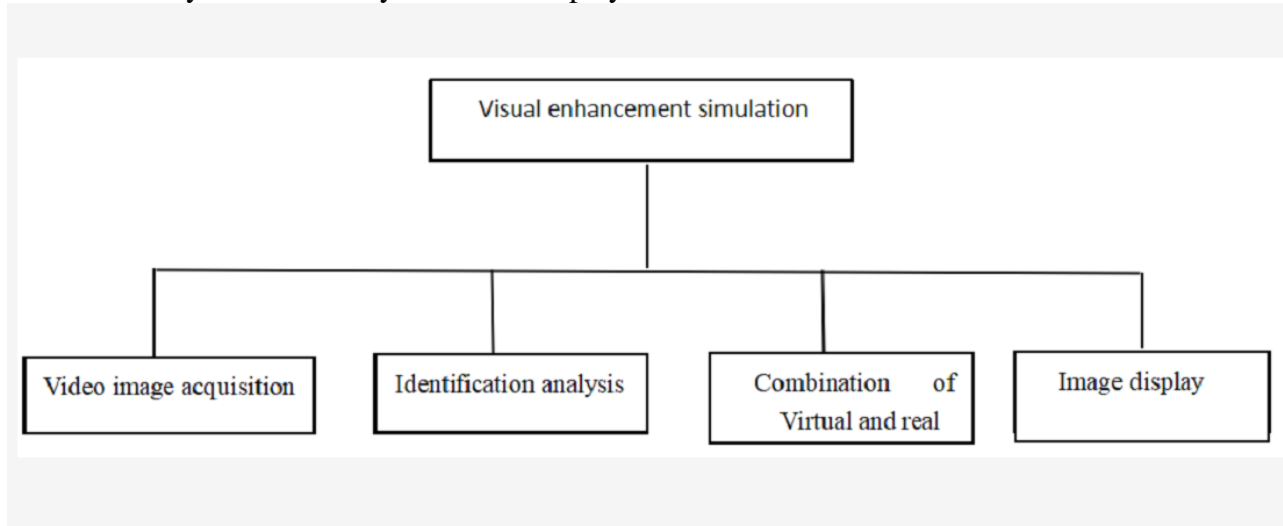 Visual enhancement simulation
Video image acquisition
Identification analysis
Combination of
Virtual and real
Image display